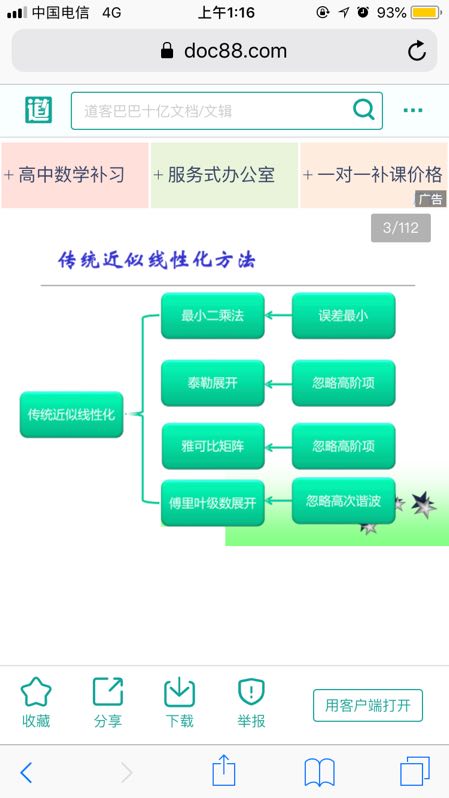 中国电信 4G 上午1:16 93%
doc88.com
道 道客巴巴十亿文档/文辑
+ 高中数学补习 + 服务式办公室 + 一对一补课价格
广告
3/112
传统近似线性化方法
最小二乘法 误差最小
泰勒展开 忽略高阶项
传统近似线性化
雅可比矩阵 忽略高阶项
傅里叶级数展开 忽略高次谐波
收藏 分享 下载 举报 用客户端打开